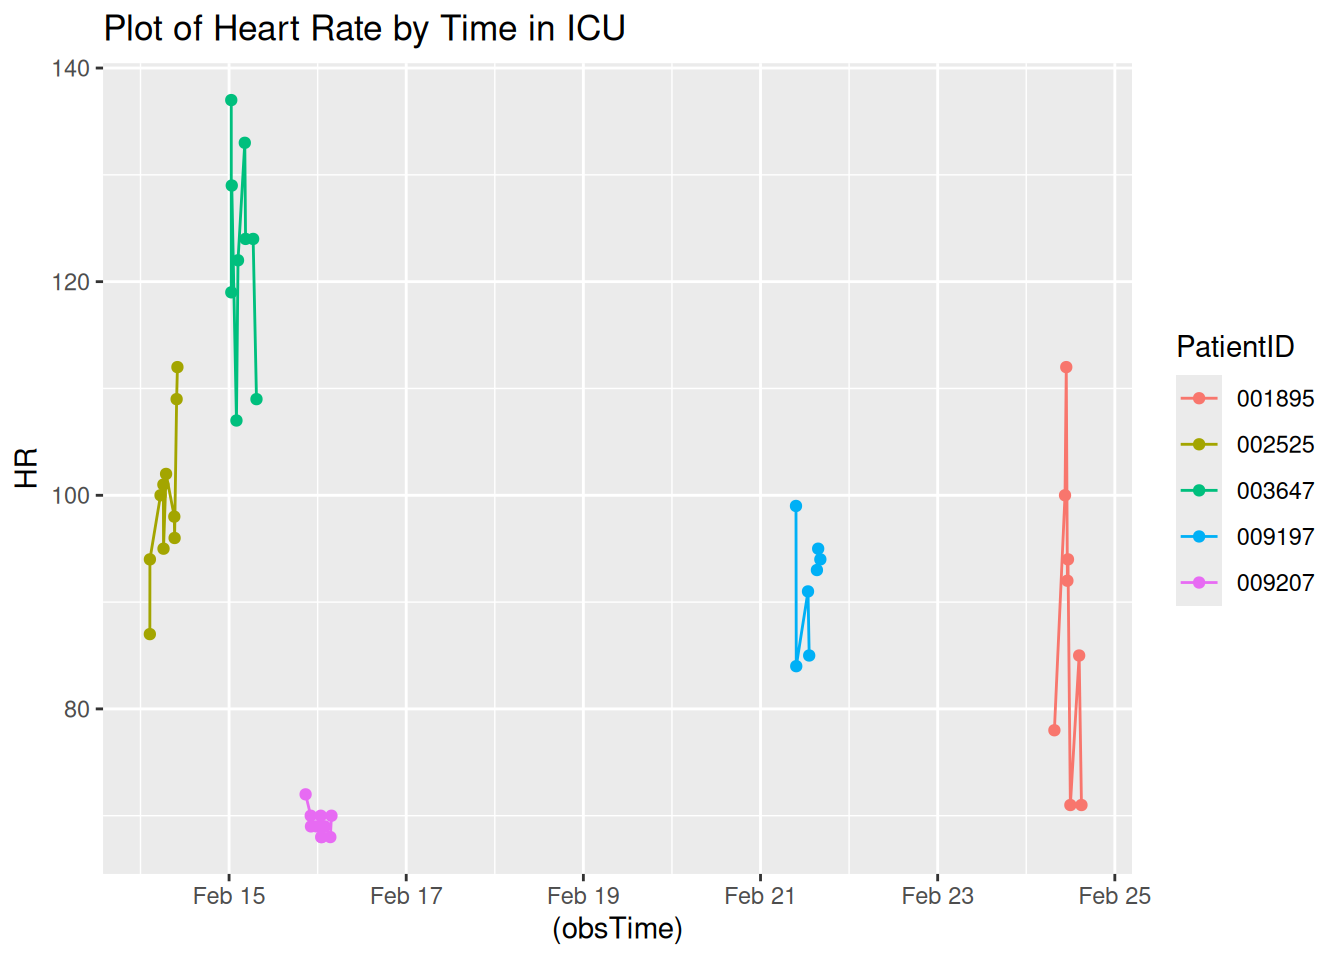 Plot of Heart Rate by Time in ICU
140
120
100
80
HR
Feb 15 Feb 17 Feb 19 Feb 21 Feb 23 Feb 25
(obsTime)
PatientID
001895
002525
003647
009197
009207